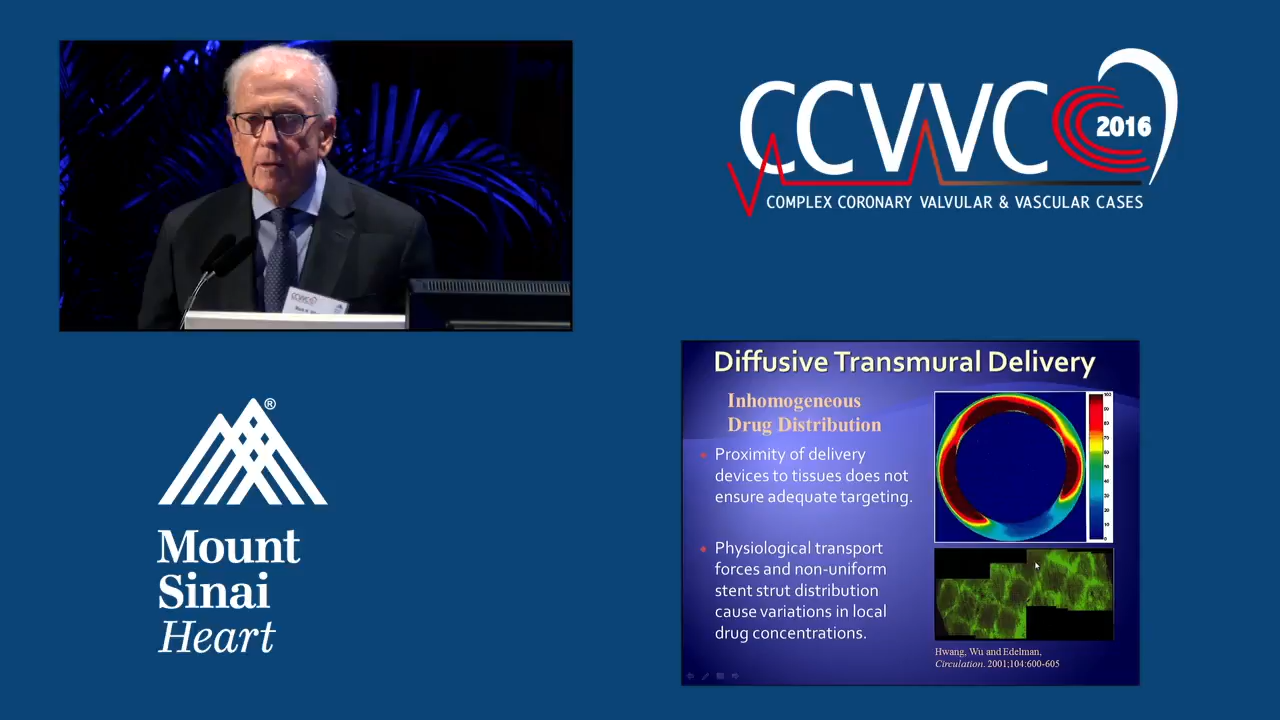 CCVVC
2016
COMPLEX CORONARY VALVULAR & VASCULAR CASES
Mount
Sinai
Heart
®
Diffusive Transmural Delivery
Inhomogeneous
Drug Distribution
• Proximity of delivery
devices to tissues does not
ensure adequate targeting.
• Physiological transport
forces and non-uniform
stent strut distribution
cause variations in local
drug concentrations.
Hwang, Wu and Edelman,
Circulation. 2001;104:600-605